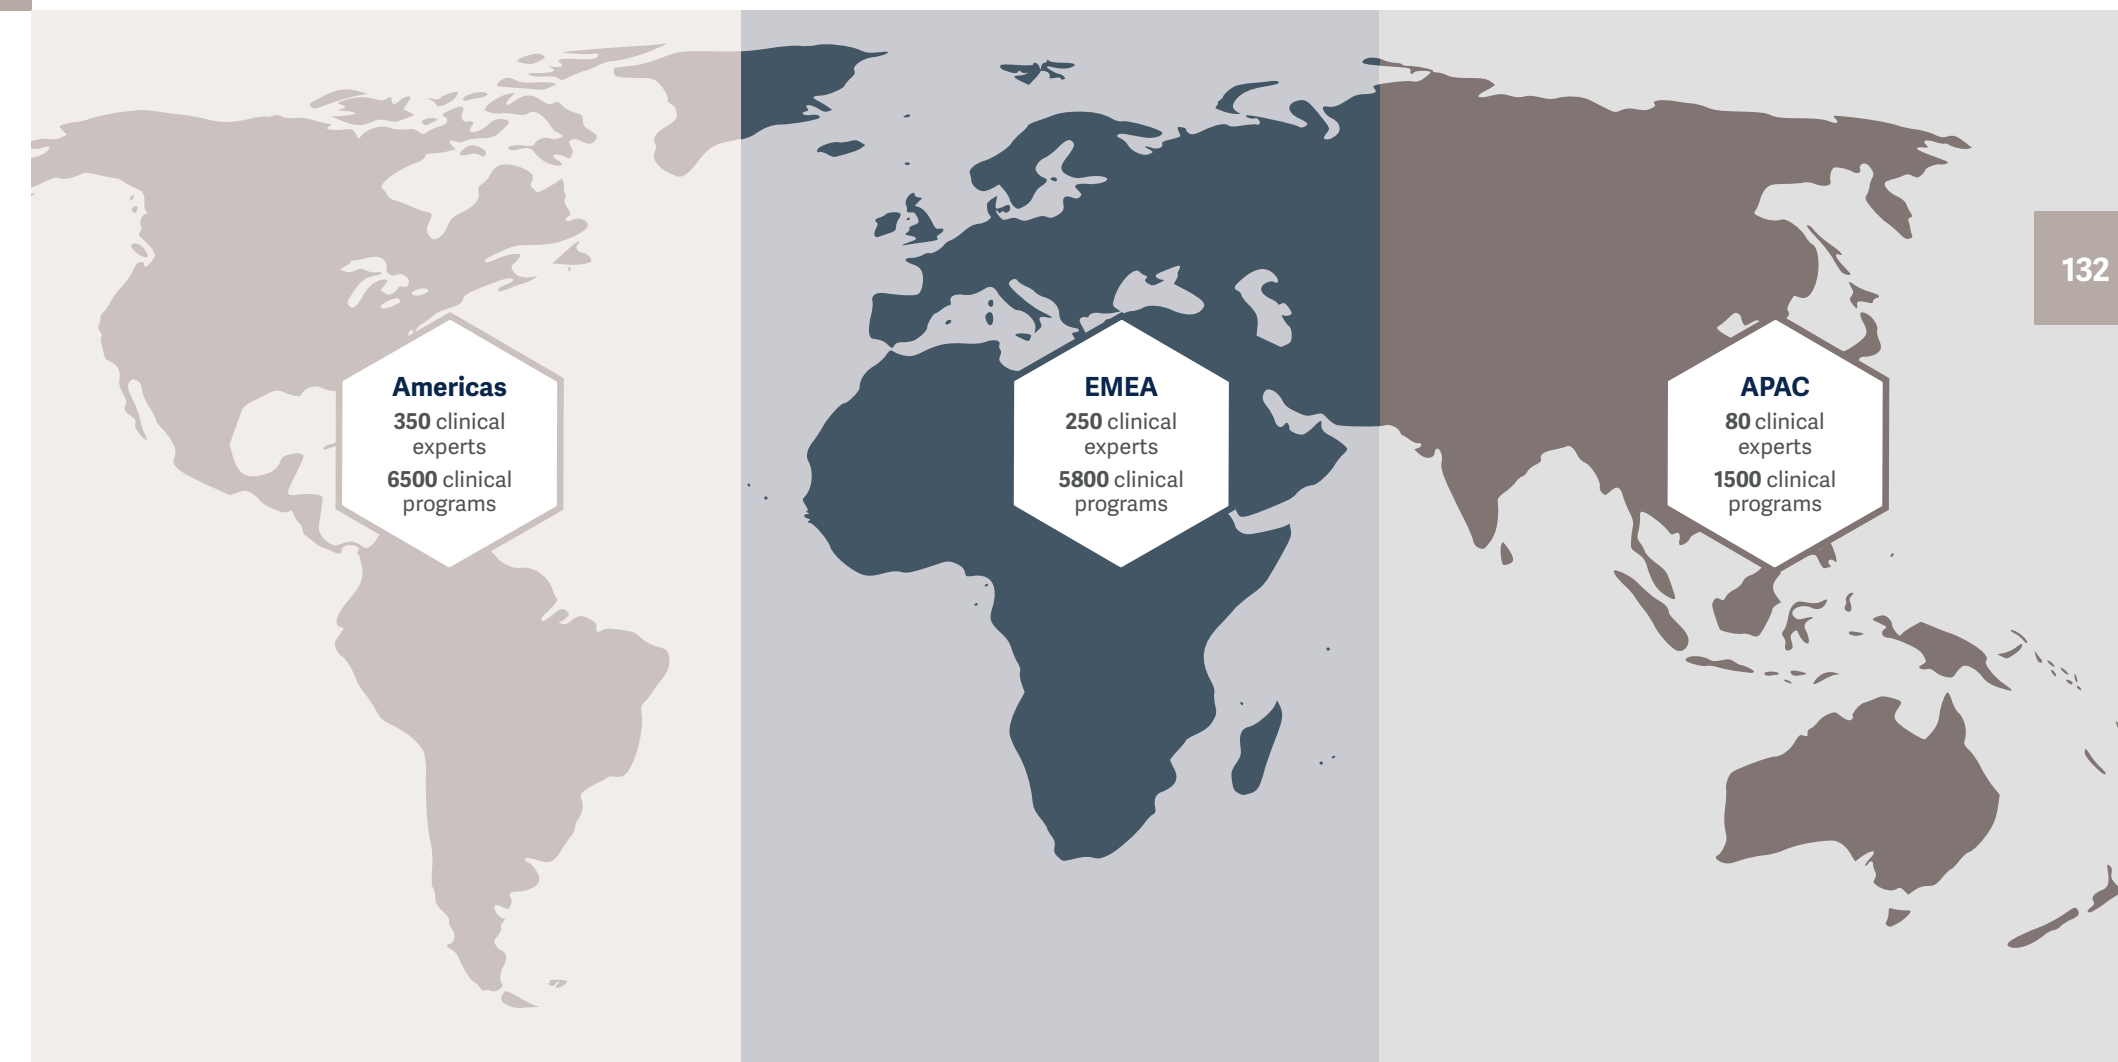 132
Americas
350 clinical
experts
6500 clinical
programs
EMEA
250 clinical
experts
5800 clinical
programs
APAC
80 clinical
experts
1500 clinical
programs